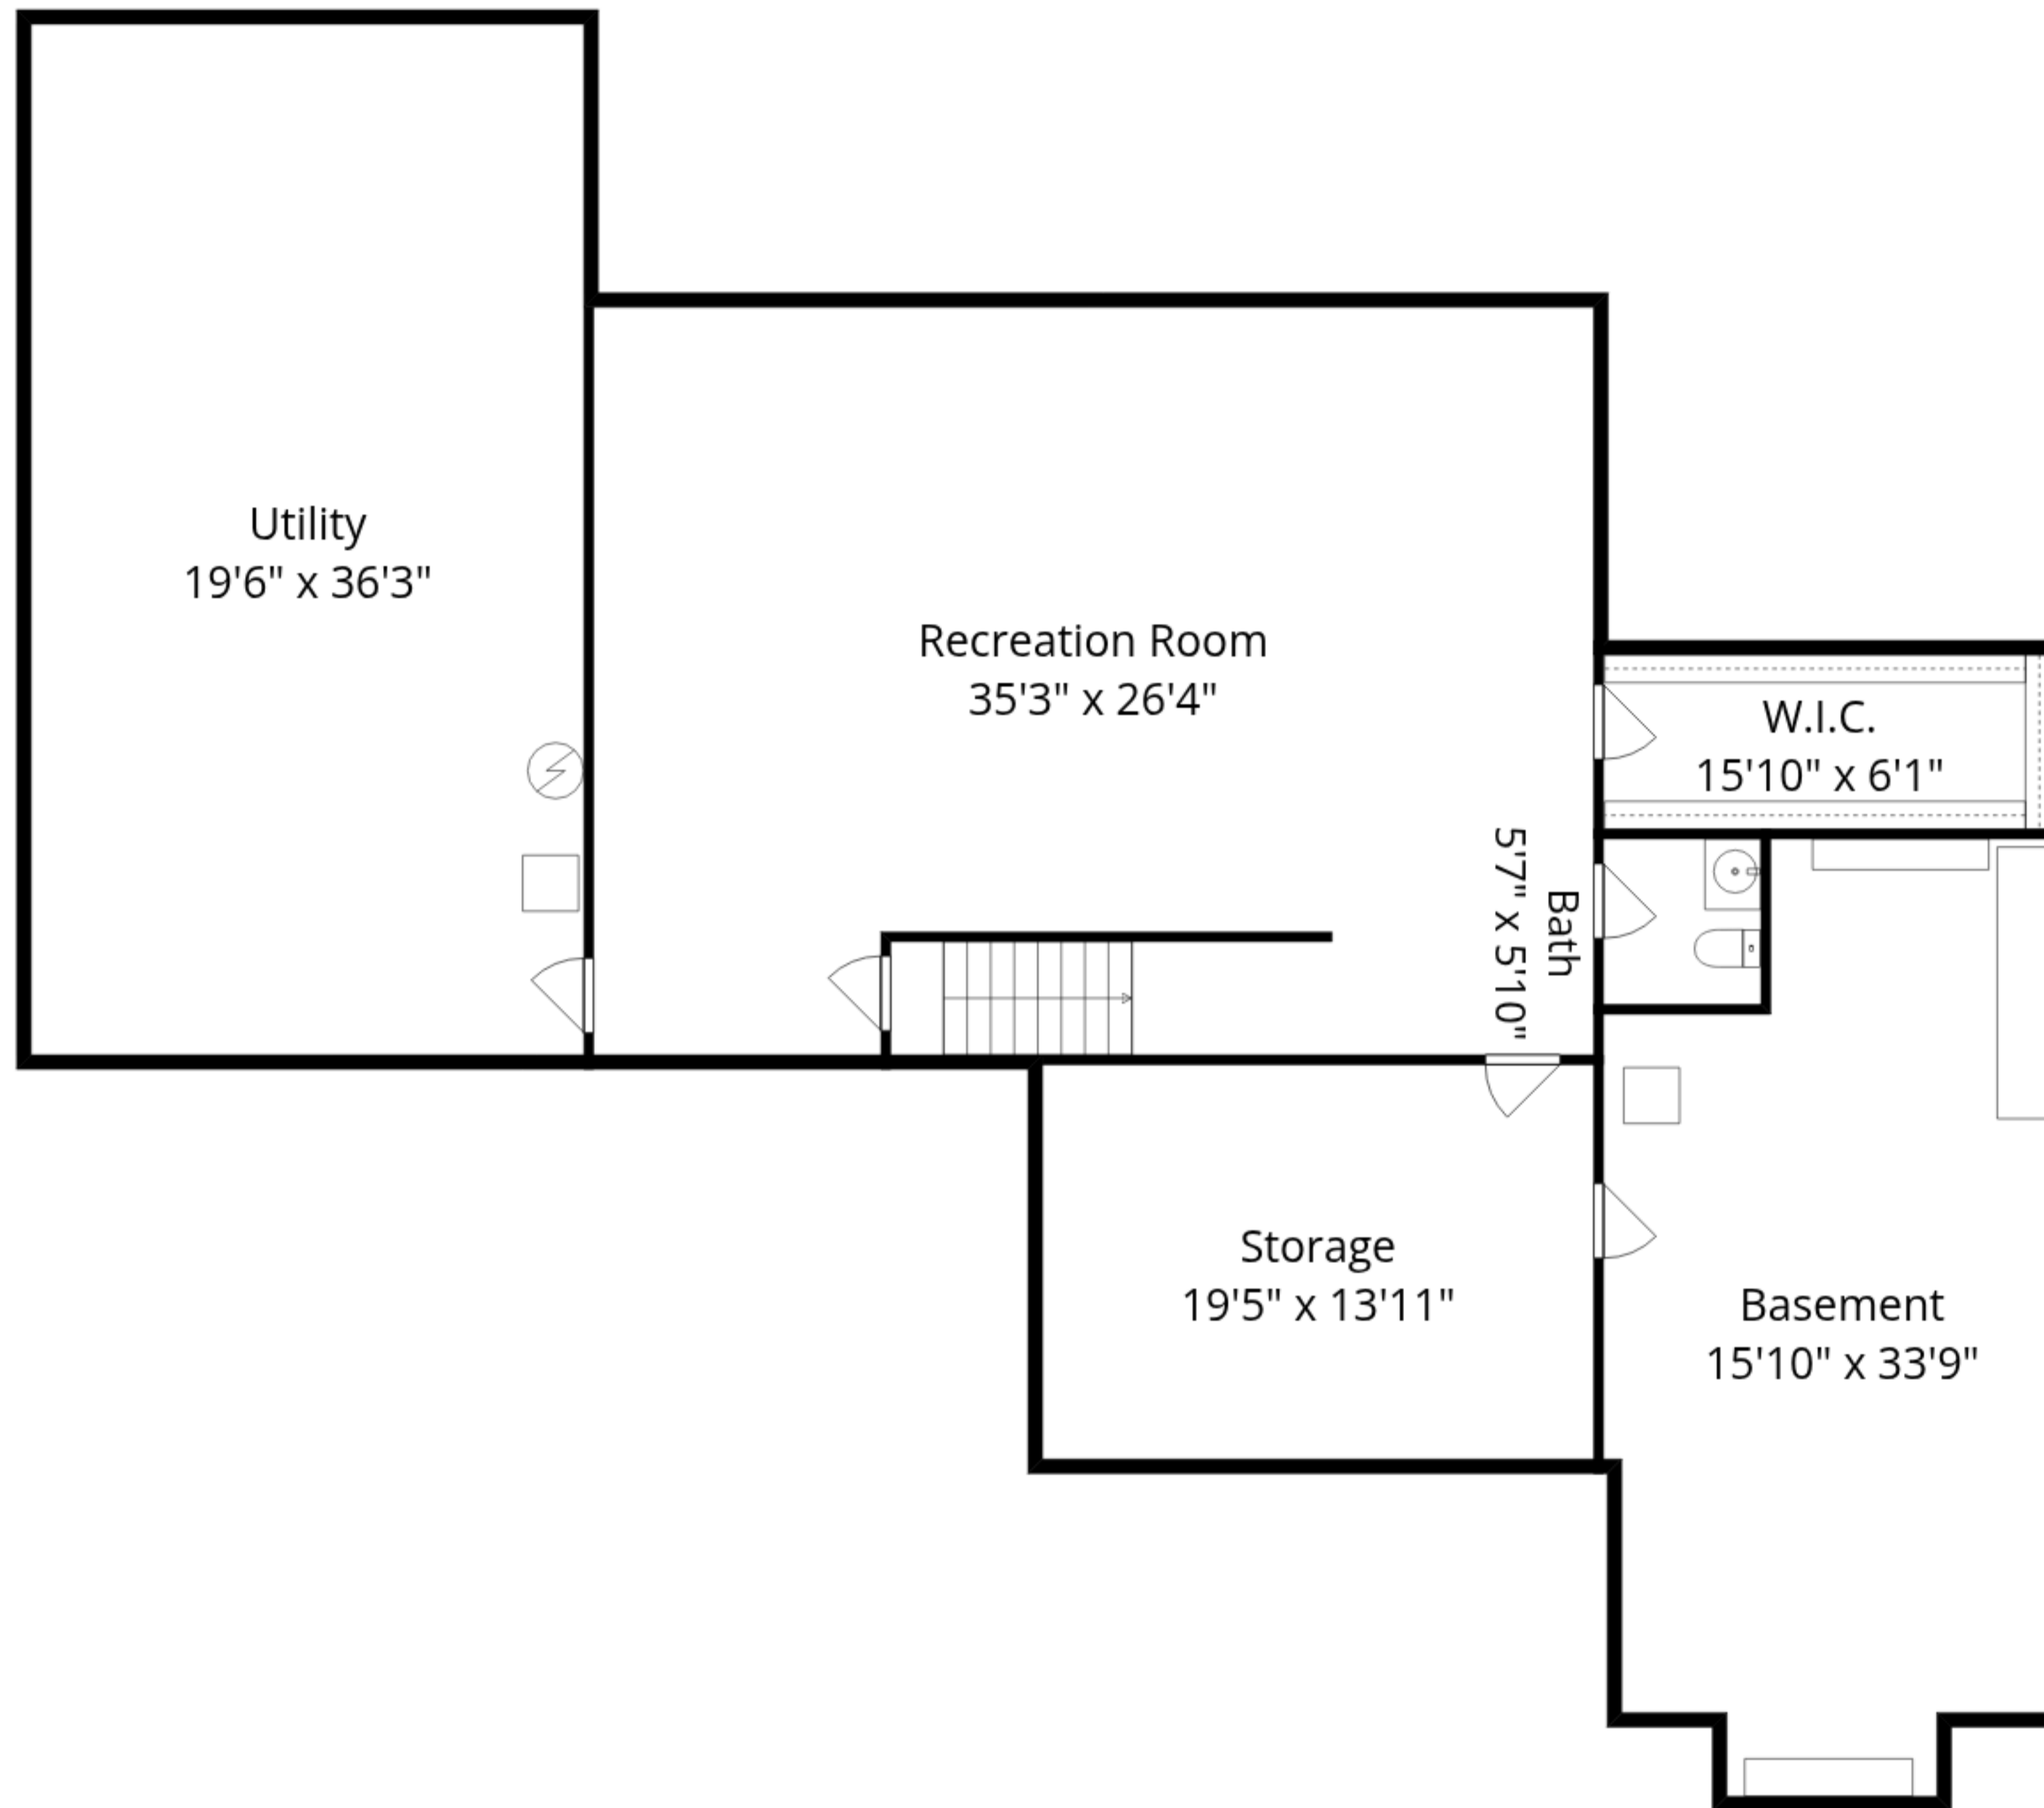 Utility
19'6" x 36'3"
Recreation Room
35'3" x 26'4"
W.I.C.
15'10" x 6'1"
Bath
5'7" x 5'10"
Storage
19'5" x 13'11"
Basement
15'10" x 33'9"